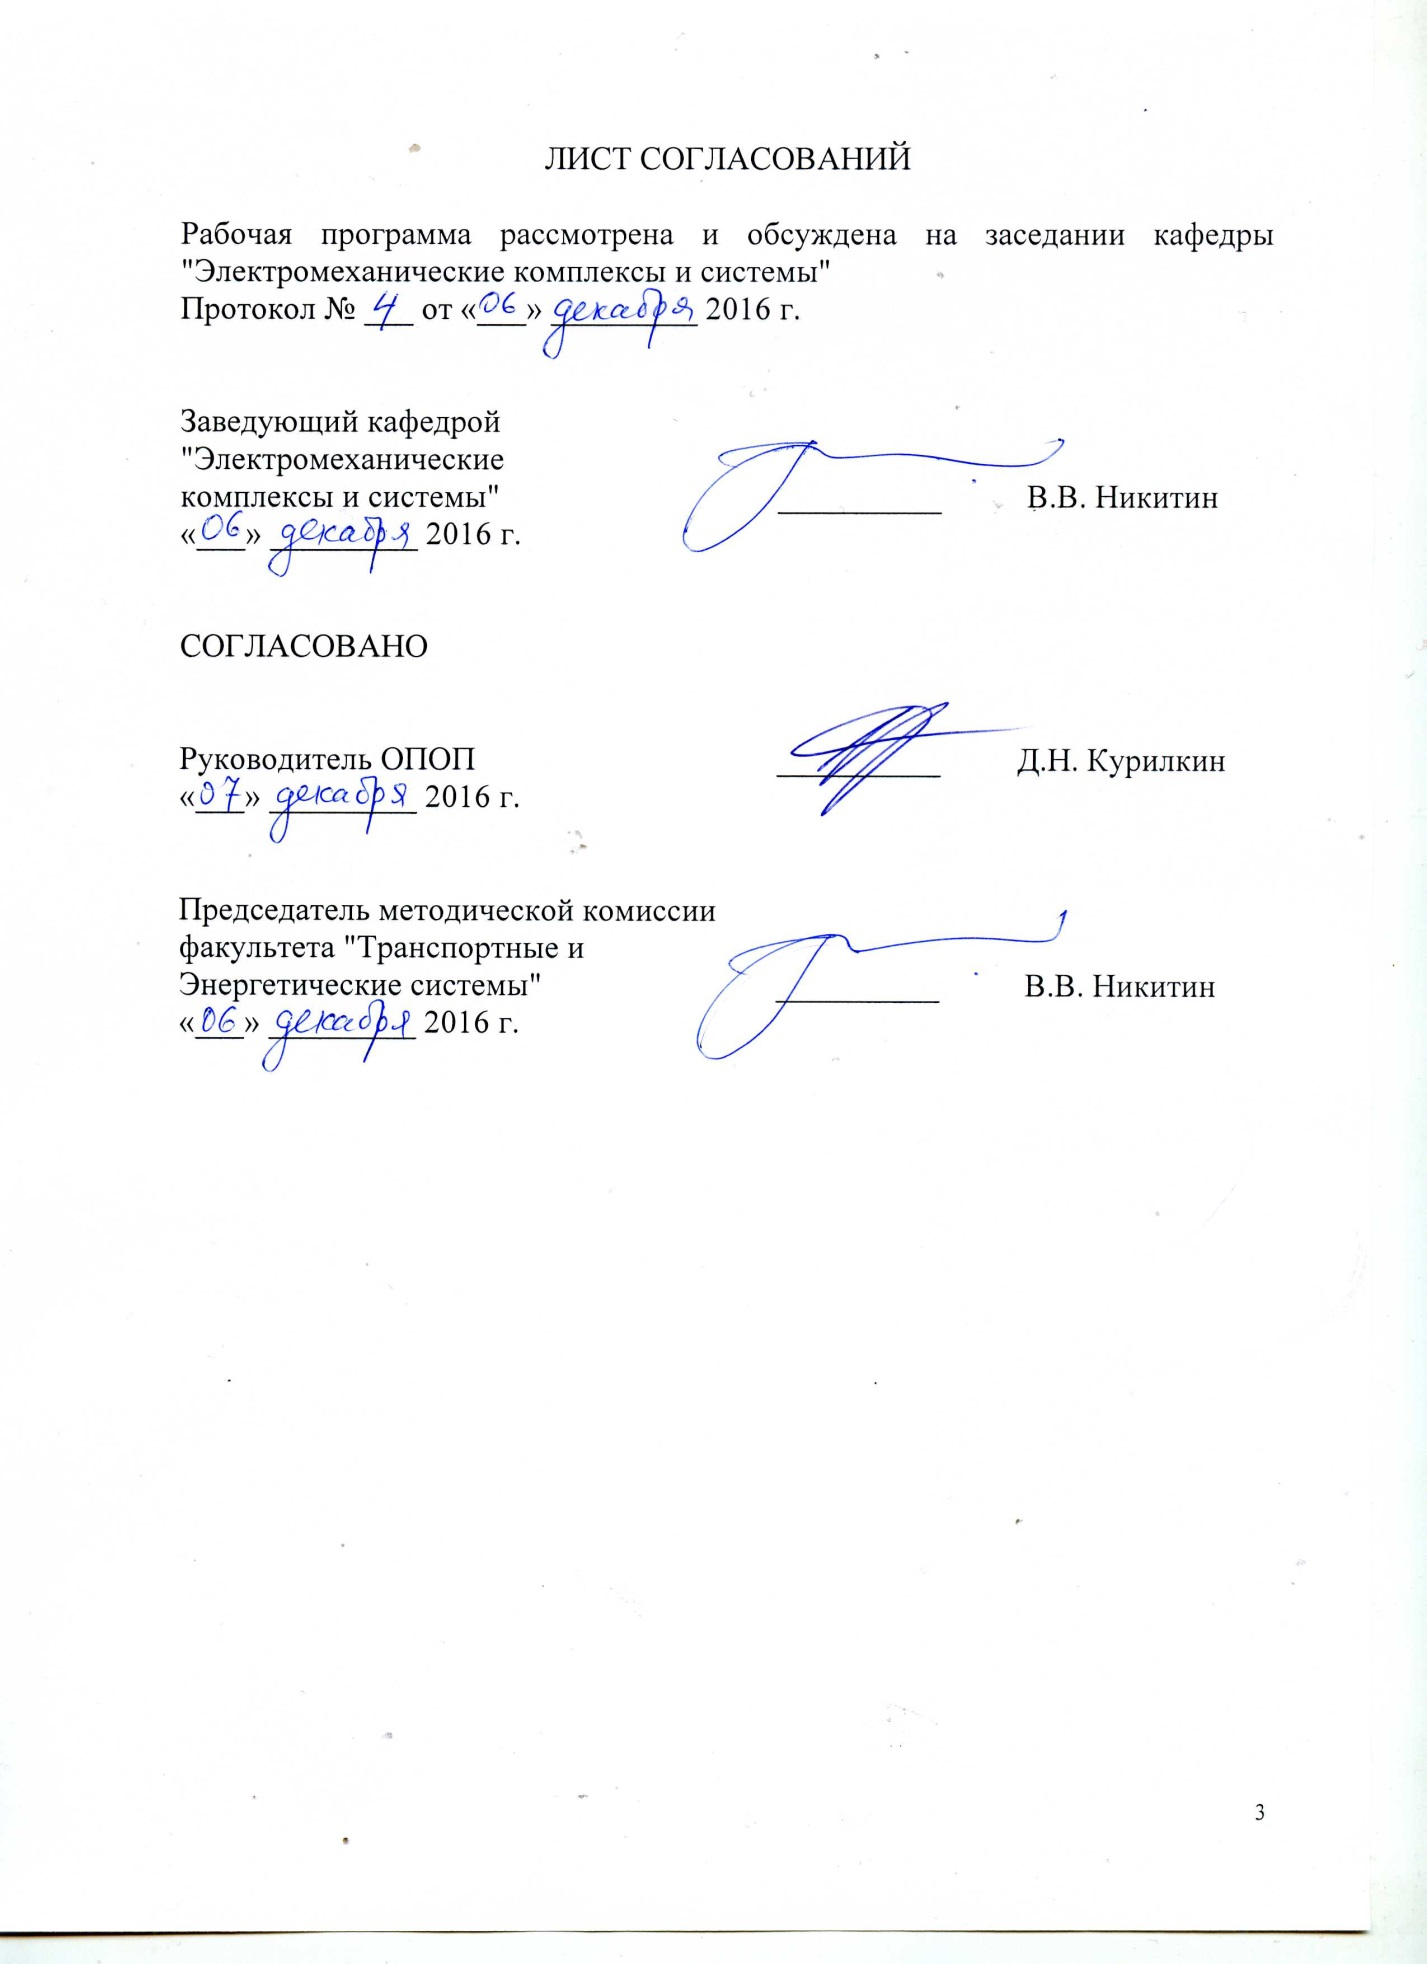 ЛИСТ СОГЛАСОВАНИЙ
Рабочая программа рассмотрена и обсуждена на заседании кафедры
"Электромеханические комплексы и системы"
Протокол № 4 от «06» декабря 2016 г.
Заведующий кафедрой
"Электромеханические
комплексы и системы" В.В. Никитин
«06» декабря 2016 г.
СОГЛАСОВАНО
Руководитель ОПОП Д.Н. Курилкин
«07» декабря 2016 г.
Председатель методической комиссии
факультета "Транспортные и
Энергетические системы" В.В. Никитин
«06» декабря 2016 г.
3